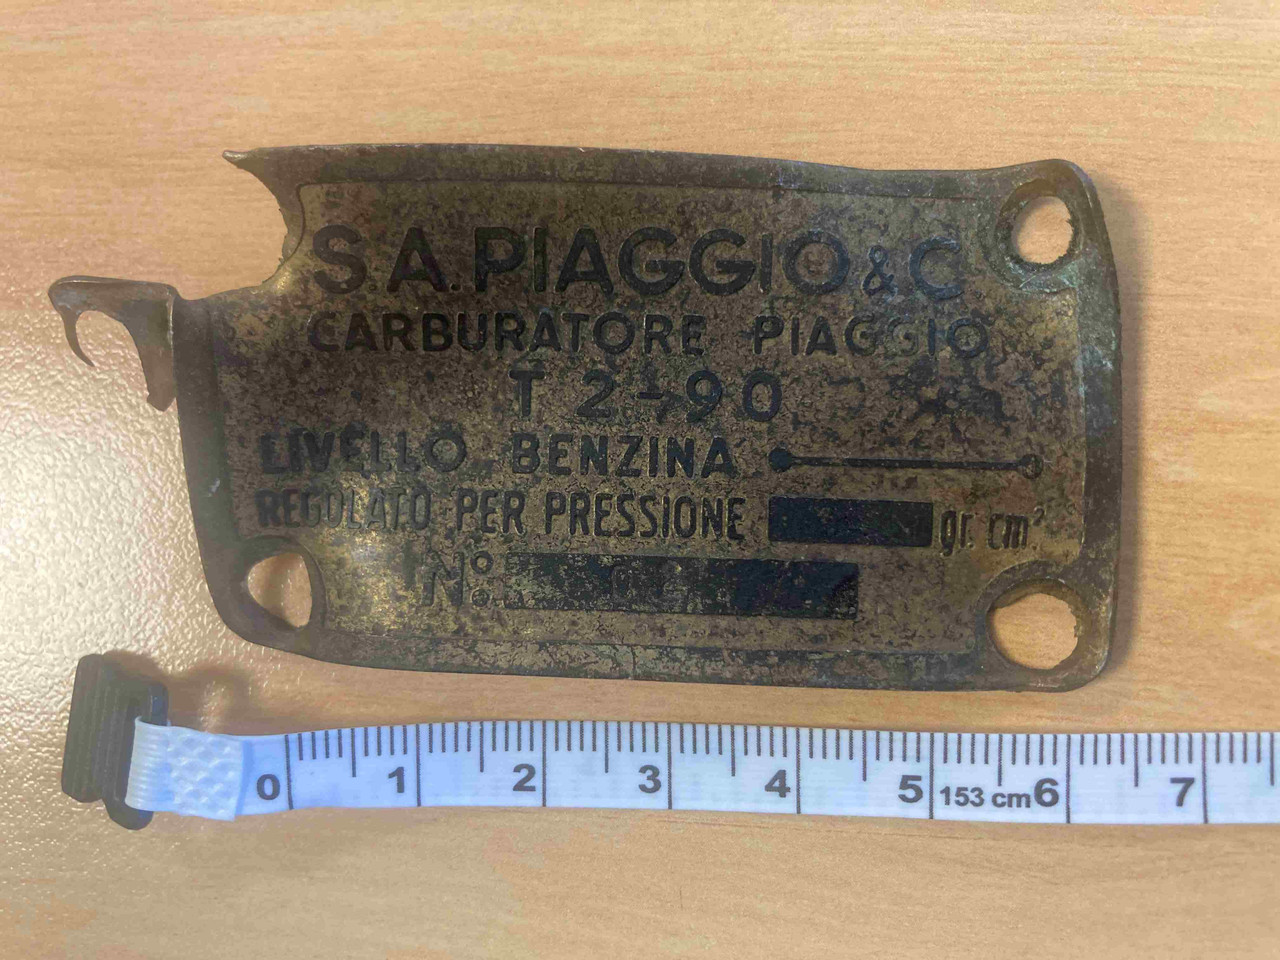 S.A.PIAGGIO & C
CARBURATORE PIAGGIO
T 2-90
LIVELLO BENZINA
REGOLATO PER PRESSIONE gr. cm²
Nº
0 1 2 3 4 5 153 cm 6 7